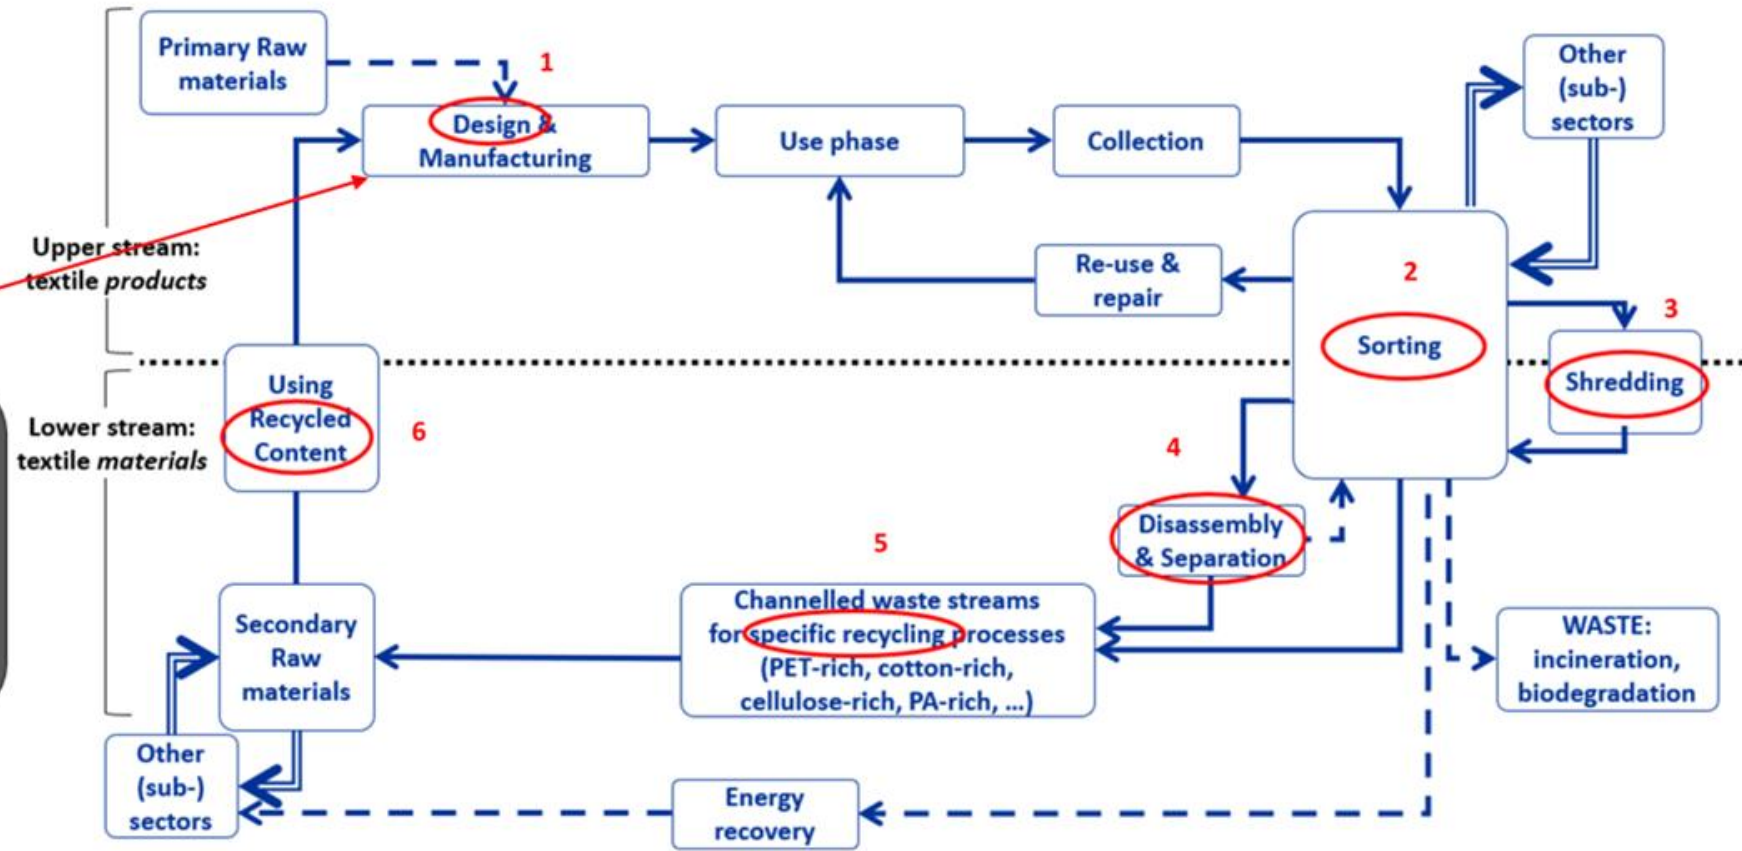 Primary Raw
materials
1
Design &
Manufacturing
Use phase
Collection
Other
(sub-)
sectors
Upper stream:
textile products
Re-use &
repair
2
Sorting
3
Shredding
Using
Recycled
Content
6
Lower stream:
textile materials
4
Disassembly
& Separation
5
Channelled waste streams
for specific recycling processes
(PET-rich, cotton-rich,
cellulose-rich, PA-rich, ...)
Secondary
Raw
materials
WASTE:
incineration,
biodegradation
Other
(sub-)
sectors
Energy
recovery